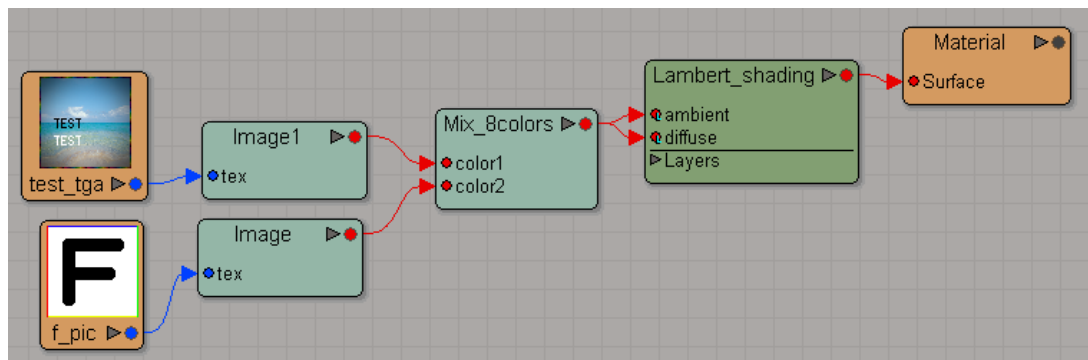 TEST
TEST
test_tga
F
f_pic
Image1
tex
Image
tex
Mix_8colors
color1
color2
Lambert_shading
ambient
diffuse
Layers
Material
Surface